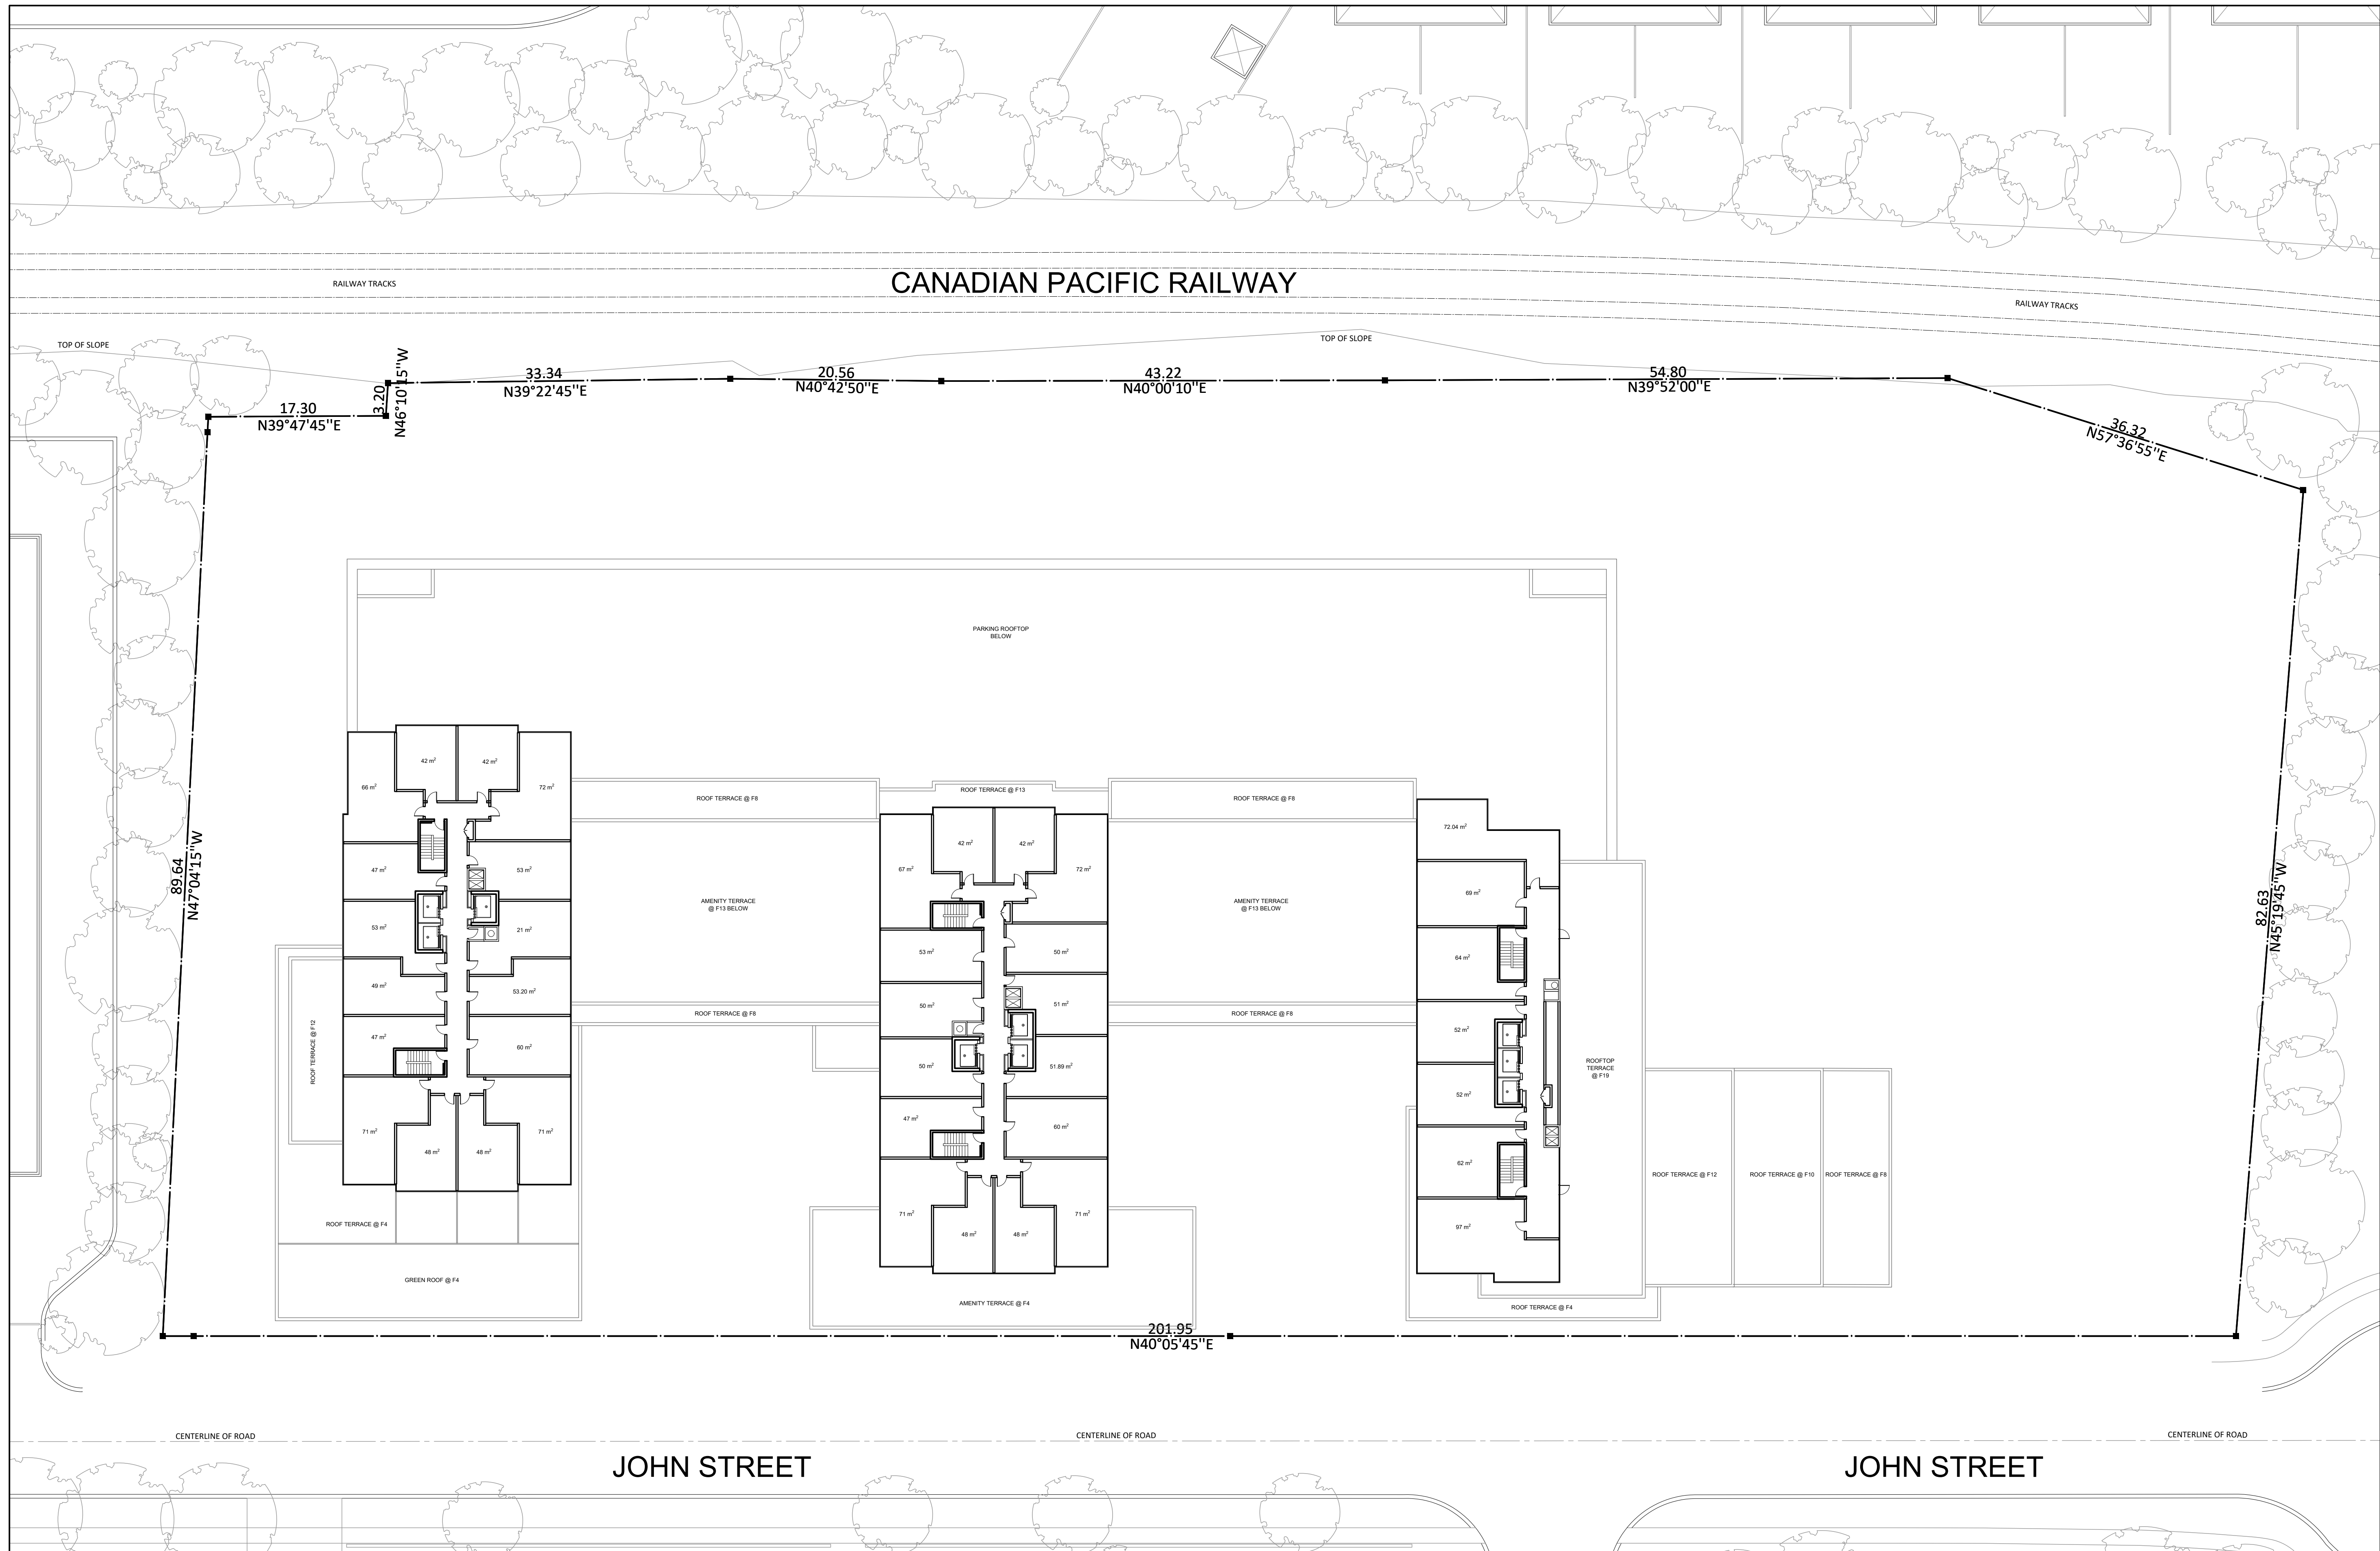 CANADIAN PACIFIC RAILWAY
RAILWAY TRACKS
RAILWAY TRACKS
TOP OF SLOPE
TOP OF SLOPE
17.30
N39°47'45"E
3.20
N46°10'15"W
33.34
N39°22'45"E
20.56
N40°42'50"E
43.22
N40°00'10"E
54.80
N39°52'00"E
36.32
N57°36'55"E
89.64
N47°04'15"W
82.63
N45°19'45"W
PARKING ROOFTOP
BELOW
42 m²
42 m²
66 m²
72 m²
47 m²
53 m²
53 m²
21 m²
49 m²
53.20 m²
47 m²
60 m²
71 m²
71 m²
48 m²
48 m²
ROOF TERRACE @ F12
ROOF TERRACE @ F4
GREEN ROOF @ F4
ROOF TERRACE @ F8
AMENITY TERRACE
@ F13 BELOW
ROOF TERRACE @ F8
ROOF TERRACE @ F13
42 m²
42 m²
67 m²
72 m²
53 m²
50 m²
50 m²
51 m²
50 m²
51.89 m²
47 m²
60 m²
71 m²
71 m²
48 m²
48 m²
AMENITY TERRACE @ F4
ROOF TERRACE @ F8
AMENITY TERRACE
@ F13 BELOW
ROOF TERRACE @ F8
72.04 m²
69 m²
64 m²
52 m²
52 m²
62 m²
97 m²
ROOFTOP
TERRACE
@ F19
ROOF TERRACE @ F12
ROOF TERRACE @ F10
ROOF TERRACE @ F8
ROOF TERRACE @ F4
201.95
N40°05'45"E
CENTERLINE OF ROAD
CENTERLINE OF ROAD
CENTERLINE OF ROAD
JOHN STREET
JOHN STREET